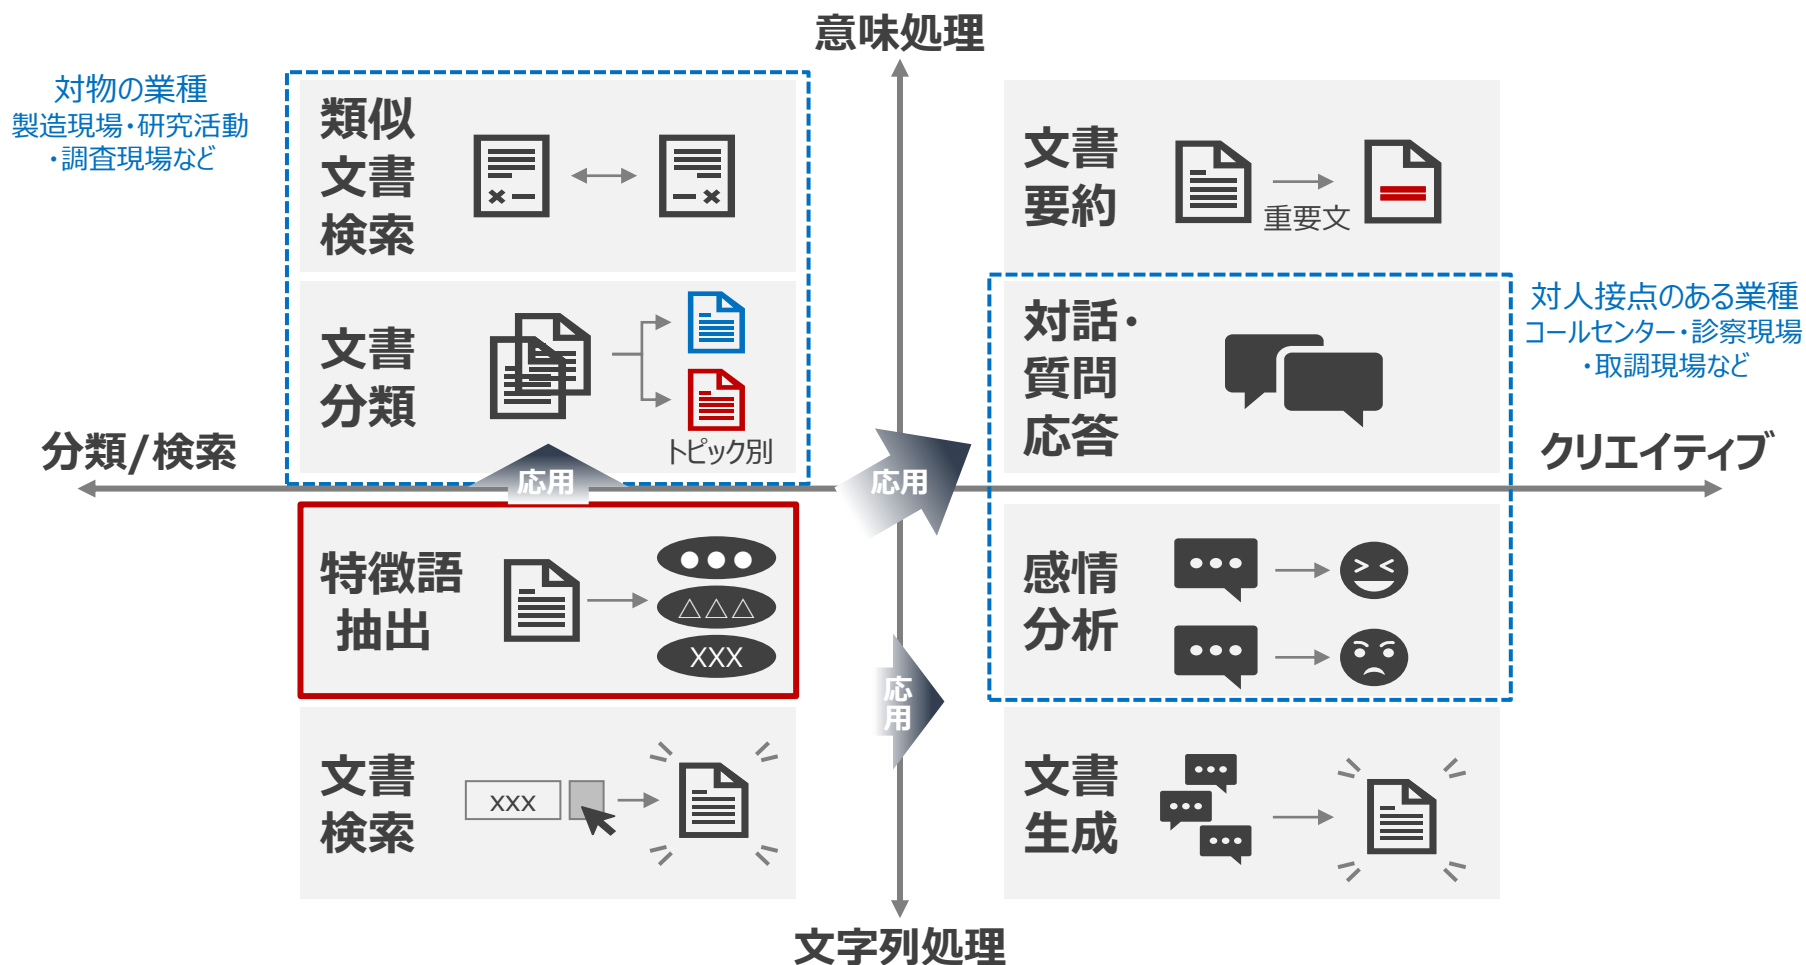 意味処理
対物の業種
製造現場・研究活動
・調査現場など
類似
文書
検索
文書
要約
重要文
文書
分類
トピック別
対話・
質問
応答
対人接点のある業種
コールセンター・診察現場
・取調現場など
分類/検索
クリエイティブ
応用
応用
特徴語
抽出
●●●
△△△
XXX
感情
分析
応
用
文書
検索
xxx
文書
生成
文字列処理